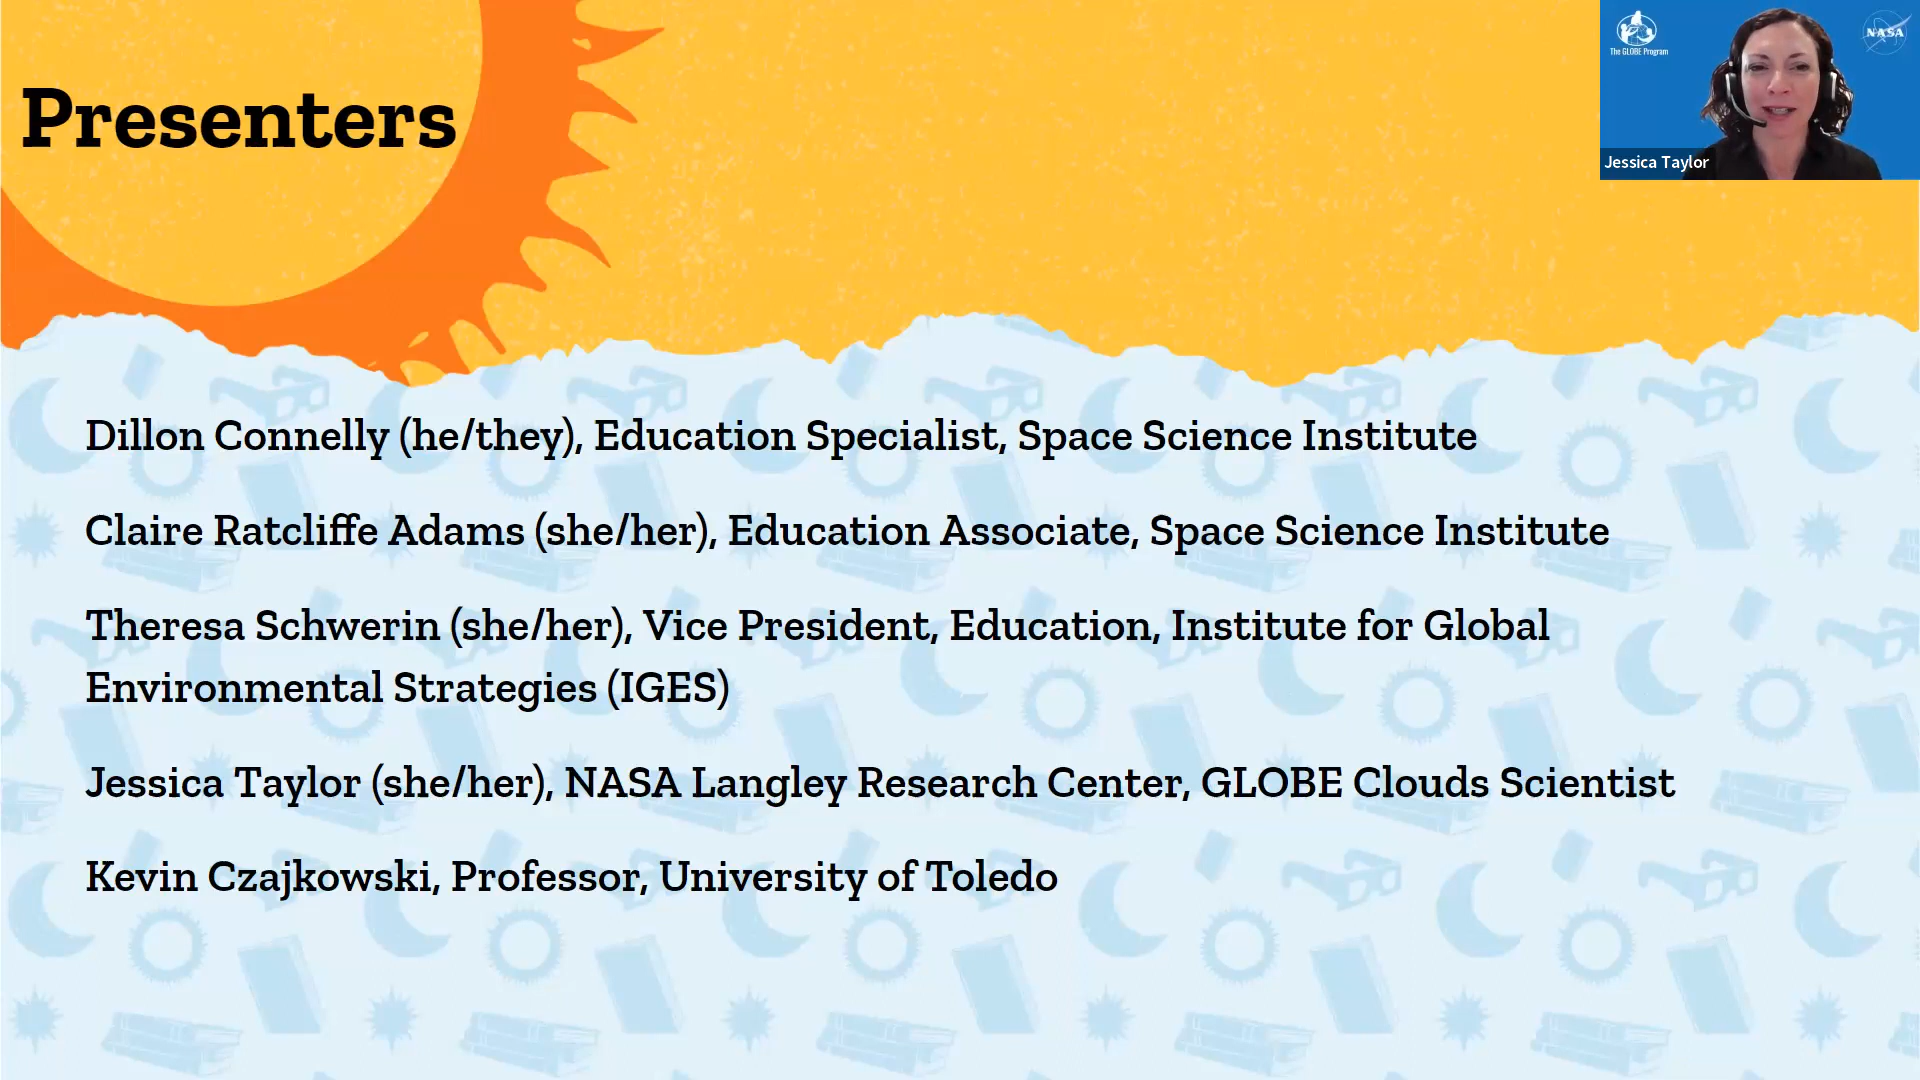 Presenters
The GLOBE Program
NASA
Jessica Taylor
Dillon Connelly (he/they), Education Specialist, Space Science Institute
Claire Ratcliffe Adams (she/her), Education Associate, Space Science Institute
Theresa Schwerin (she/her), Vice President, Education, Institute for Global
Environmental Strategies (IGES)
Jessica Taylor (she/her), NASA Langley Research Center, GLOBE Clouds Scientist
Kevin Czajkowski, Professor, University of Toledo